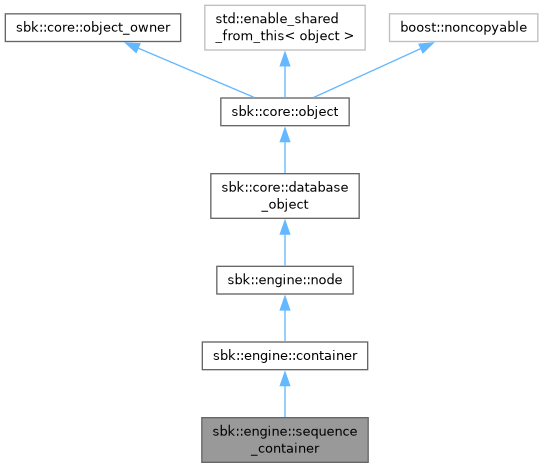 sbk::core::object_owner
std::enable_shared
_from_this< object >
boost::noncopyable
sbk::core::object
sbk::core::database
_object
sbk::engine::node
sbk::engine::container
sbk::engine::sequence
_container